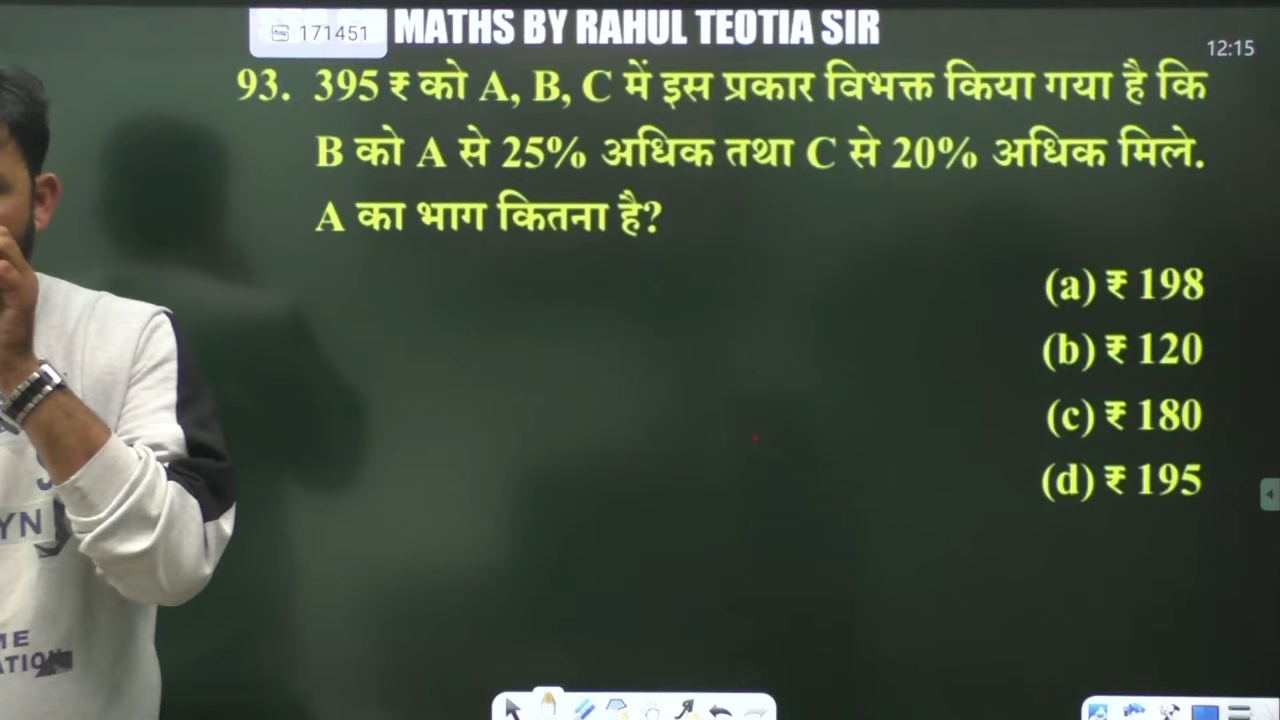 171451
MATHS BY RAHUL TEOTIA SIR
12:15
93. 395 ₹ को A, B, C में इस प्रकार विभक्त किया गया है कि
B को A से 25% अधिक तथा C से 20% अधिक मिले.
A का भाग कितना है?
(a) ₹ 198
(b) ₹ 120
(c) ₹ 180
(d) ₹ 195
YN